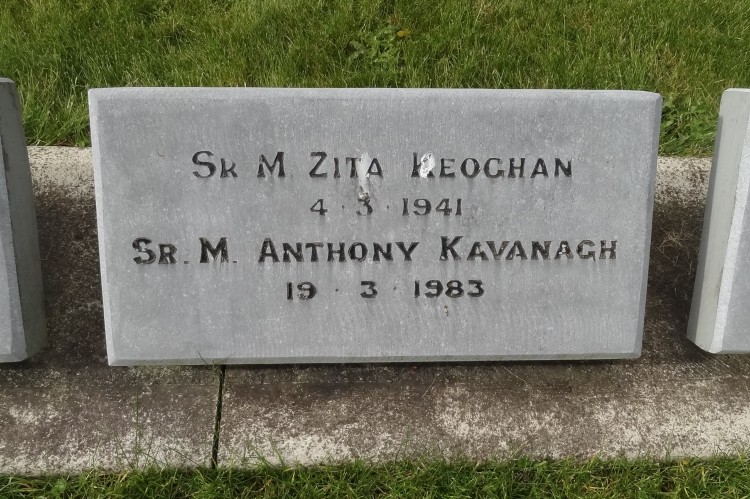 SR M ZITA KEOGHAN
4 · 3 · 1941
SR. M. ANTHONY KAVANAGH
19 · 3 · 1983